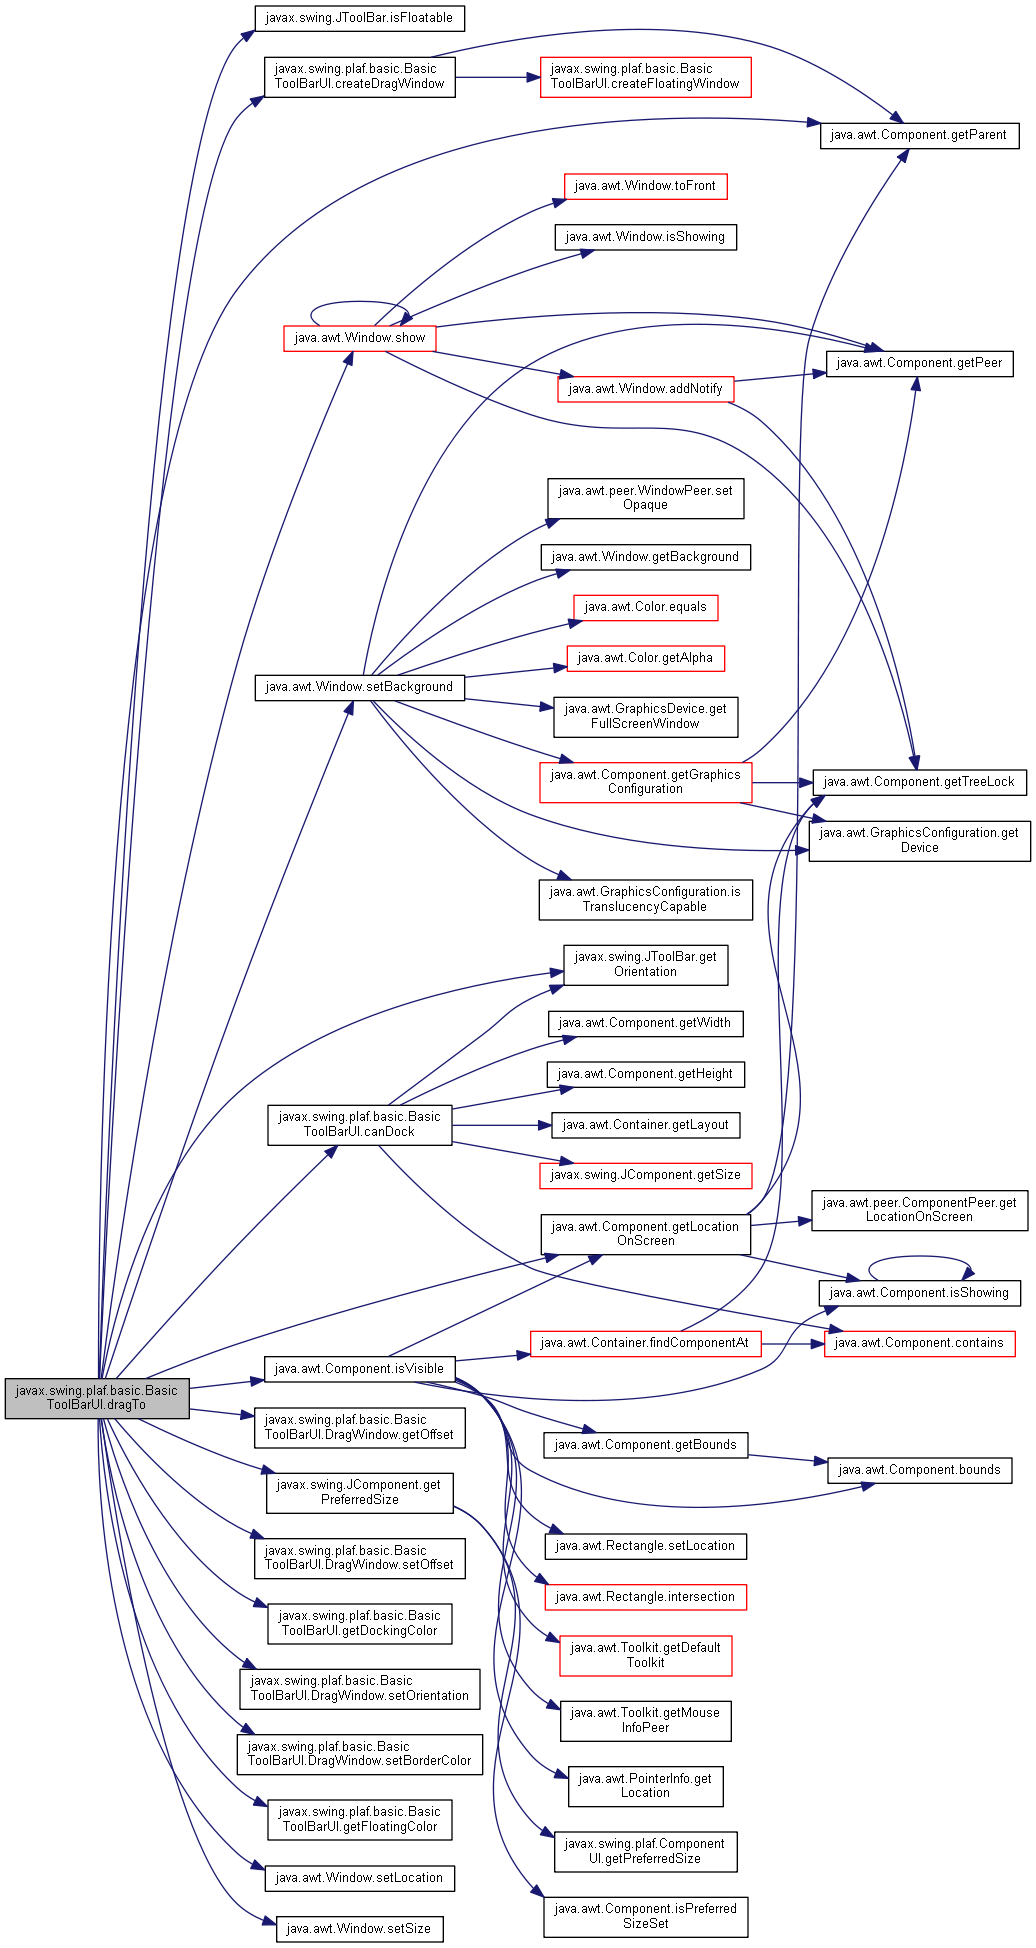 javax.swing.JToolBar.isFloatable
javax.swing.plaf.basic.Basic
ToolBarUI.createDragWindow
javax.swing.plaf.basic.Basic
ToolBarUI.createFloatingWindow
java.awt.Component.getParent
java.awt.Window.toFront
java.awt.Window.isShowing
java.awt.Window.show
java.awt.Component.getPeer
java.awt.Window.addNotify
java.awt.peer.WindowPeer.set
Opaque
java.awt.Window.getBackground
java.awt.Color.equals
java.awt.Color.getAlpha
java.awt.Window.setBackground
java.awt.GraphicsDevice.get
FullScreenWindow
java.awt.Component.getGraphics
Configuration
java.awt.Component.getTreeLock
java.awt.GraphicsConfiguration.get
Device
java.awt.GraphicsConfiguration.is
TranslucencyCapable
javax.swing.JToolBar.get
Orientation
java.awt.Component.getWidth
java.awt.Component.getHeight
javax.swing.plaf.basic.Basic
ToolBarUI.canDock
java.awt.Container.getLayout
javax.swing.JComponent.getSize
java.awt.peer.ComponentPeer.get
LocationOnScreen
java.awt.Component.getLocation
OnScreen
java.awt.Component.isShowing
java.awt.Container.findComponentAt
java.awt.Component.contains
java.awt.Component.isVisible
javax.swing.plaf.basic.Basic
ToolBarUI.dragTo
javax.swing.plaf.basic.Basic
ToolBarUI.DragWindow.getOffset
java.awt.Component.getBounds
java.awt.Component.bounds
javax.swing.JComponent.get
PreferredSize
java.awt.Rectangle.setLocation
javax.swing.plaf.basic.Basic
ToolBarUI.DragWindow.setOffset
java.awt.Rectangle.intersection
javax.swing.plaf.basic.Basic
ToolBarUI.getDockingColor
java.awt.Toolkit.getDefault
Toolkit
javax.swing.plaf.basic.Basic
ToolBarUI.DragWindow.setOrientation
java.awt.Toolkit.getMouse
InfoPeer
javax.swing.plaf.basic.Basic
ToolBarUI.DragWindow.setBorderColor
java.awt.PointerInfo.get
Location
javax.swing.plaf.basic.Basic
ToolBarUI.getFloatingColor
javax.swing.plaf.Component
UI.getPreferredSize
java.awt.Window.setLocation
java.awt.Component.isPreferred
SizeSet
java.awt.Window.setSize